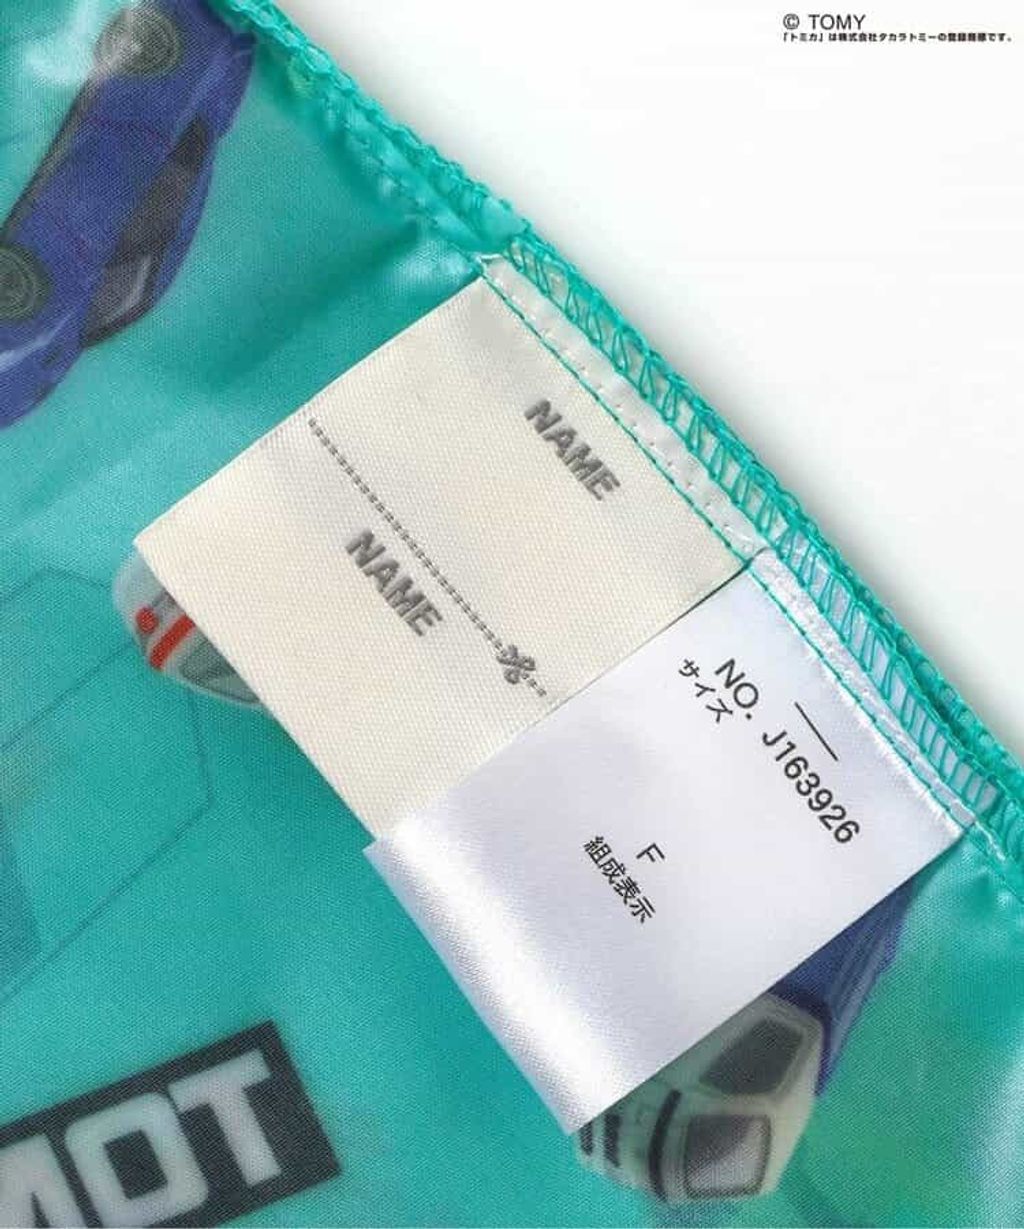 © TOMY
「トミカ」は株式会社タカラトミーの登録商標です。
NAME
NAME
NO. J163926
サイズ
F
組成表示
TOM